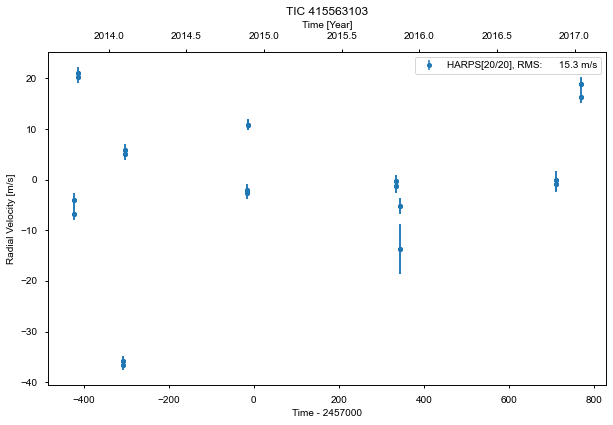 TIC 415563103
Time [Year]
2014.0 2014.5 2015.0 2015.5 2016.0 2016.5 2017.0
HARPS[20/20], RMS: 15.3 m/s
20
10
0
−10
−20
−30
−40
Radial Velocity [m/s]
−400 −200 0 200 400 600 800
Time - 2457000